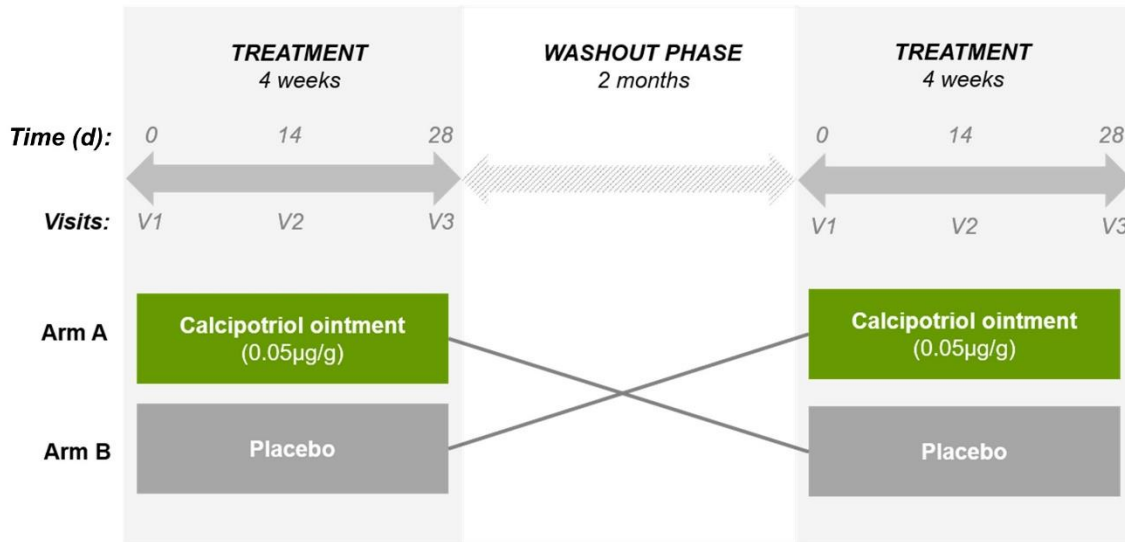 TREATMENT
4 weeks
WASHOUT PHASE
2 months
TREATMENT
4 weeks
Time (d): 0 14 28 0 14 28
Visits: V1 V2 V3 V1 V2 V3
Arm A
Calcipotriol ointment
(0.05µg/g)
Calcipotriol ointment
(0.05µg/g)
Arm B
Placebo
Placebo